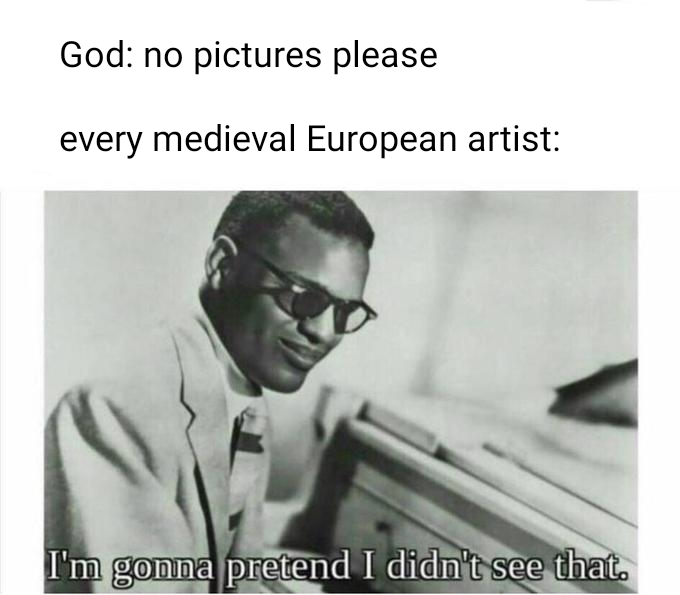 God: no pictures please
every medieval European artist:
I'm gonna pretend I didn't see that.